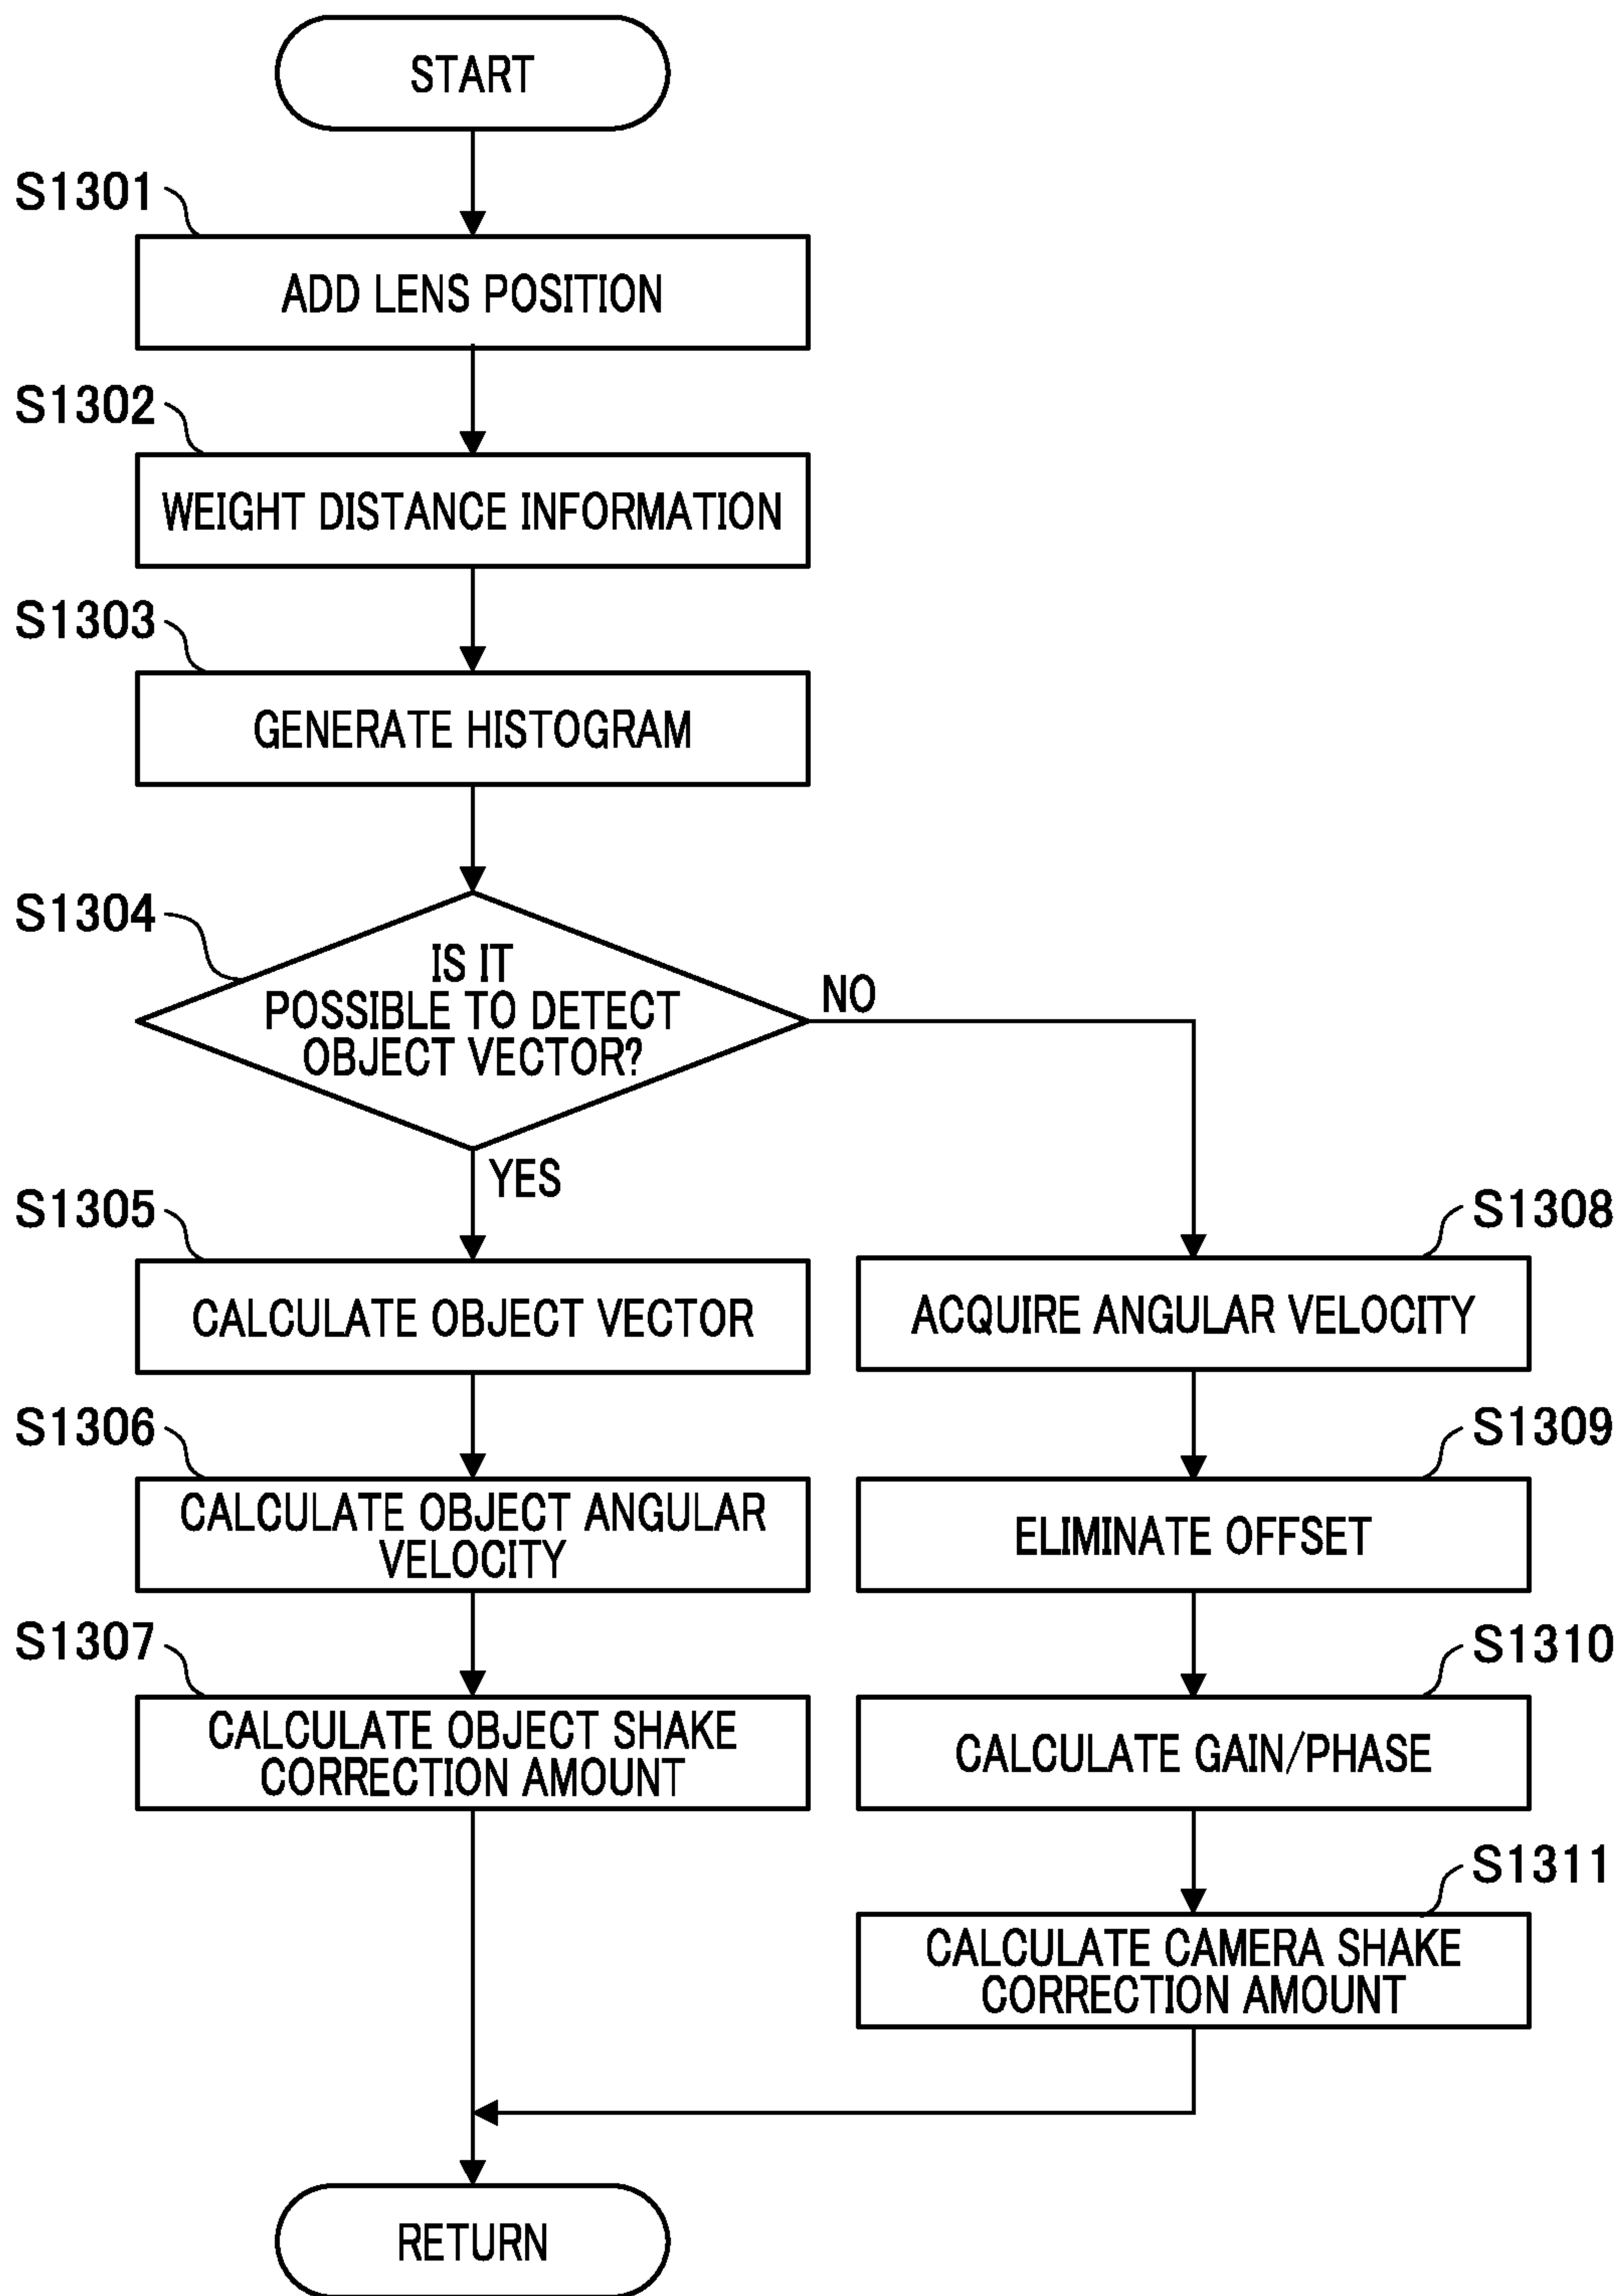 START
S1301
ADD LENS POSITION
S1302
WEIGHT DISTANCE INFORMATION
S1303
GENERATE HISTOGRAM
S1304
IS IT
POSSIBLE TO DETECT
OBJECT VECTOR?
NO
YES
S1305
CALCULATE OBJECT VECTOR
S1306
CALCULATE OBJECT ANGULAR
VELOCITY
S1307
CALCULATE OBJECT SHAKE
CORRECTION AMOUNT
S1308
ACQUIRE ANGULAR VELOCITY
S1309
ELIMINATE OFFSET
S1310
CALCULATE GAIN/PHASE
S1311
CALCULATE CAMERA SHAKE
CORRECTION AMOUNT
RETURN